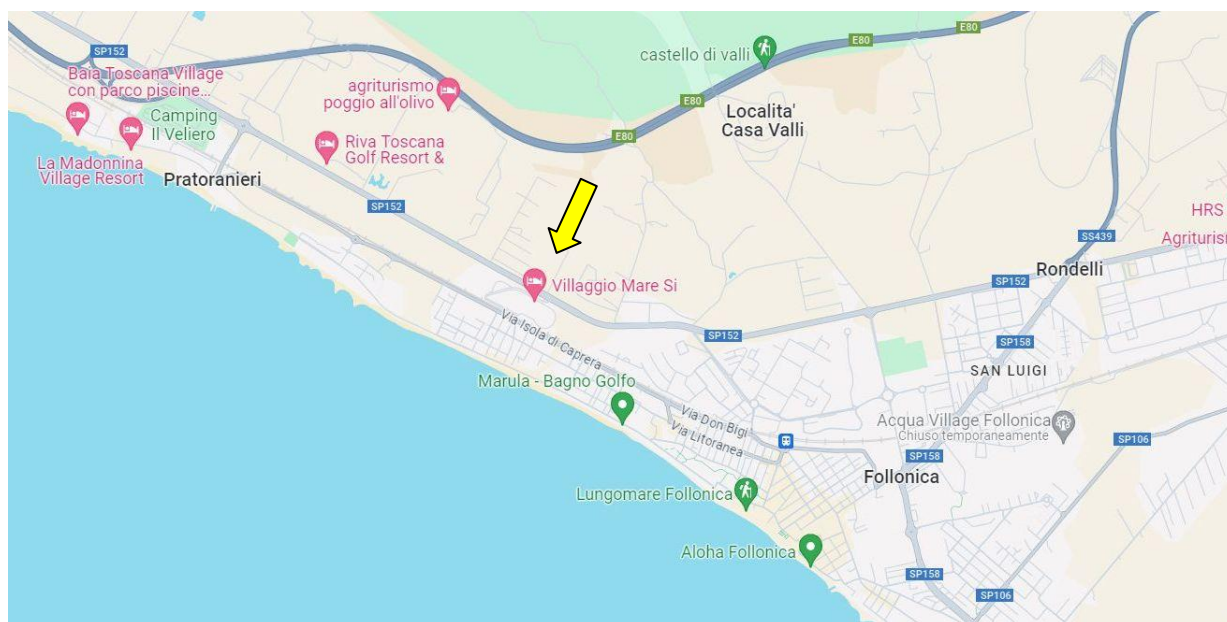 E80
E80
SP152
castello di valli
Baia Toscana Village
con parco piscine...
agriturismo
poggio all'olivo
E80
Camping
Il Veliero
Localita'
Casa Valli
E80
Riva Toscana
Golf Resort &
La Madonnina
Village Resort
Pratoranieri
SP152
HRS
SS439
Agriturism
Rondelli
Villaggio Mare Si
SP152
Via Isola di Caprera
SP152
SP158
SAN LUIGI
Marula - Bagno Golfo
Via Don Bigi
Acqua Village Follonica
Chiuso temporaneamente
Via Litoranea
SP106
SP158
Follonica
Lungomare Follonica
Aloha Follonica
SP158
SP106